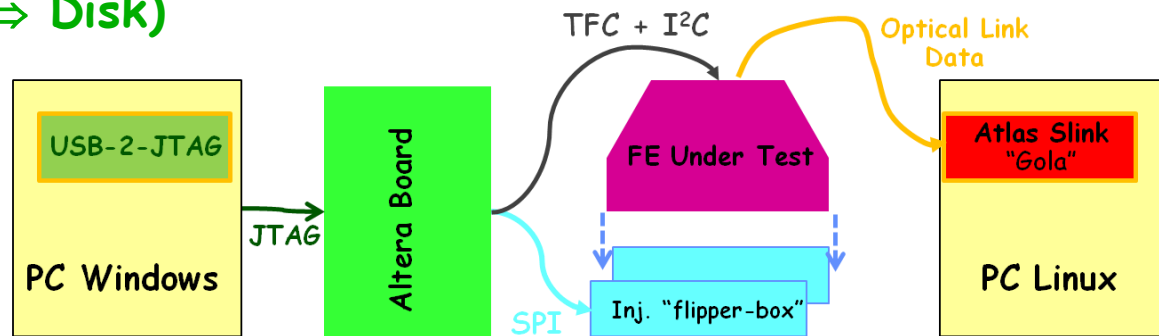 ⇒ Disk)
TFC + I²C
Optical Link
Data
USB-2-JTAG
Atlas Slink
"Gola"
FE Under Test
Altera Board
JTAG
PC Windows
PC Linux
Inj. "flipper-box"
SPI